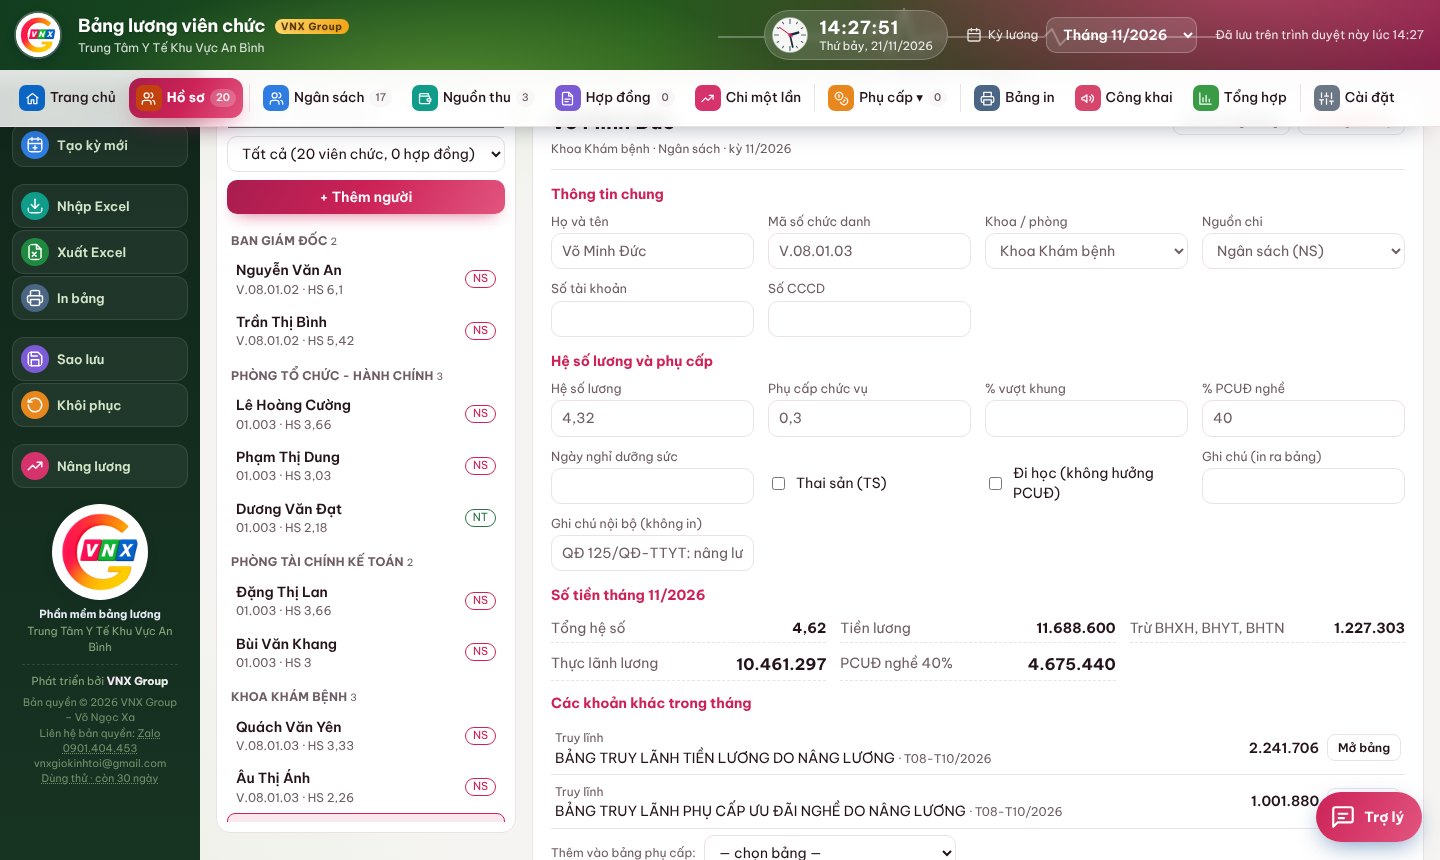 VNX
Bảng lương viên chức VNX Group
Trung Tâm Y Tế Khu Vực An Bình
14:27:51
Thứ bảy, 21/11/2026
Kỳ lương Tháng 11/2026
Đã lưu trên trình duyệt này lúc 14:27
Trang chủ Hồ sơ 20 Ngân sách 17 Nguồn thu 3 Hợp đồng 0 Chi một lần Phụ cấp ▾ 0 Bảng in Công khai Tổng hợp Cài đặt
Tạo kỳ mới
Nhập Excel
Xuất Excel
In bảng
Sao lưu
Khôi phục
Nâng lương
VNX
Phần mềm bảng lương
Trung Tâm Y Tế Khu Vực An
Bình
Phát triển bởi VNX Group
Bản quyền © 2026 VNX Group
– Võ Ngọc Xa
Liên hệ bản quyền: Zalo
0901.404.453
vnxgiokinhtoi@gmail.com
Dùng thử · còn 30 ngày
Tất cả (20 viên chức, 0 hợp đồng)
+ Thêm người
BAN GIÁM ĐỐC 2
Nguyễn Văn An
V.08.01.02 · HS 6,1
NS
Trần Thị Bình
V.08.01.02 · HS 5,42
NS
PHÒNG TỔ CHỨC - HÀNH CHÍNH 3
Lê Hoàng Cường
01.003 · HS 3,66
NS
Phạm Thị Dung
01.003 · HS 3,03
NS
Dương Văn Đạt
01.003 · HS 2,18
NT
PHÒNG TÀI CHÍNH KẾ TOÁN 2
Đặng Thị Lan
01.003 · HS 3,66
NS
Bùi Văn Khang
01.003 · HS 3
NS
KHOA KHÁM BỆNH 3
Quách Văn Yên
V.08.01.03 · HS 3,33
NS
Âu Thị Ánh
V.08.01.03 · HS 2,26
NS
Võ Minh Đức
Khoa Khám bệnh · Ngân sách · kỳ 11/2026
Thông tin chung
Họ và tên Mã số chức danh Khoa / phòng Nguồn chi
Võ Minh Đức V.08.01.03 Khoa Khám bệnh Ngân sách (NS)
Số tài khoản Số CCCD
Hệ số lương và phụ cấp
Hệ số lương Phụ cấp chức vụ % vượt khung % PCUĐ nghề
4,32 0,3 40
Ngày nghỉ dưỡng sức Thai sản (TS) Đi học (không hưởng PCUĐ) Ghi chú (in ra bảng)
Ghi chú nội bộ (không in)
QĐ 125/QĐ-TTYT: nâng lư
Số tiền tháng 11/2026
Tổng hệ số 4,62 Tiền lương 11.688.600 Trừ BHXH, BHYT, BHTN 1.227.303
Thực lãnh lương 10.461.297 PCUĐ nghề 40% 4.675.440
Các khoản khác trong tháng
Truy lĩnh
BẢNG TRUY LÃNH TIỀN LƯƠNG DO NÂNG LƯƠNG · T08-T10/2026 2.241.706 Mở bảng
Truy lĩnh
BẢNG TRUY LÃNH PHỤ CẤP ƯU ĐÃI NGHỀ DO NÂNG LƯƠNG · T08-T10/2026 1.001.880
Thêm vào bảng phụ cấp: — chọn bảng —
Trợ lý